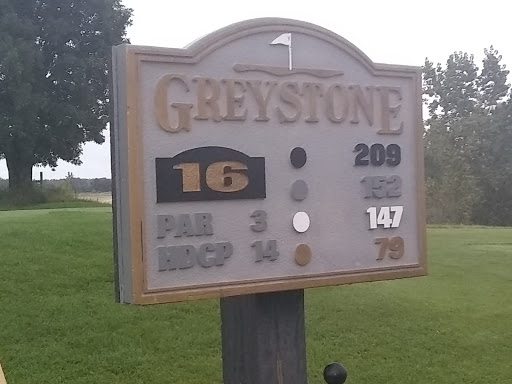 GREYSTONE
16 209
152
PAR 3 147
HDCP 14 79